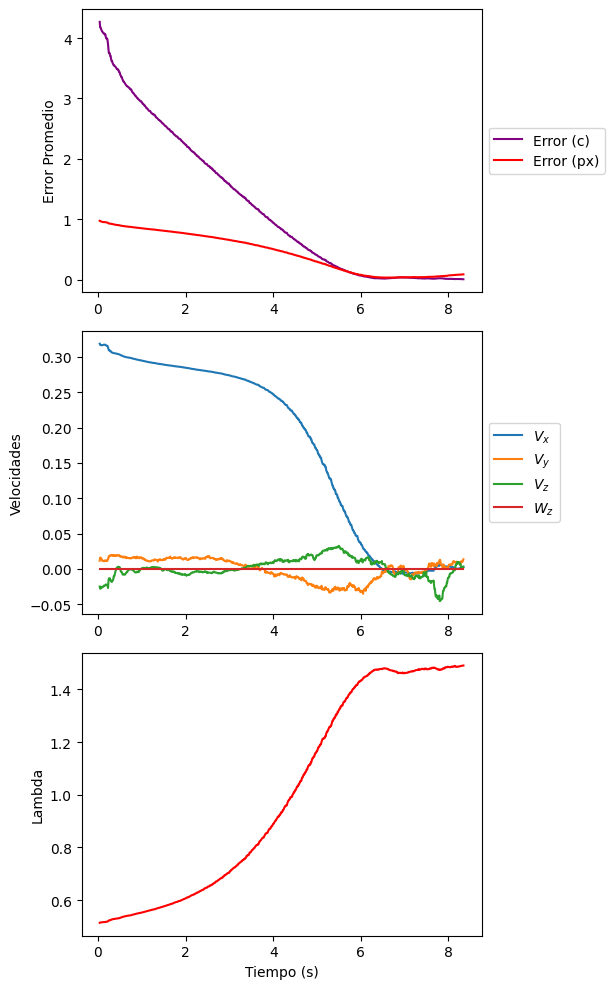 4
3
2
1
0
Error Promedio
0 2 4 6 8
Error (c)
Error (px)
0.30
0.25
0.20
0.15
0.10
0.05
0.00
−0.05
Velocidades
0 2 4 6 8
V_x
V_y
V_z
W_z
1.4
1.2
1.0
0.8
0.6
Lambda
0 2 4 6 8
Tiempo (s)